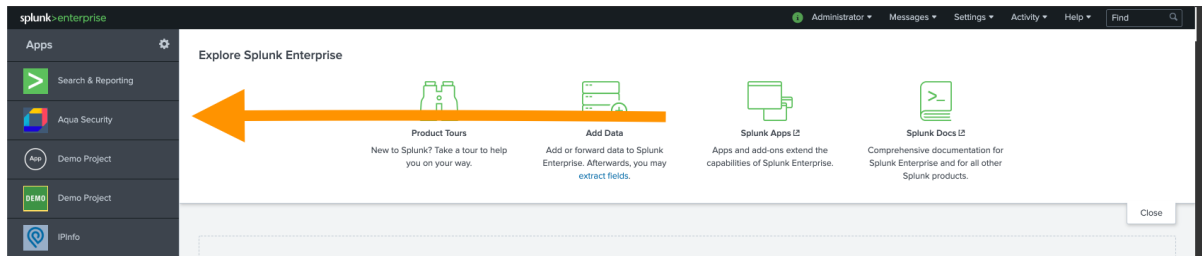 splunk>enterprise
i Administrator Messages Settings Activity Help Find
Apps
Explore Splunk Enterprise
Search & Reporting
Aqua Security
App Demo Project
DEMO Demo Project
IPInfo
Product Tours
New to Splunk? Take a tour to help
you on your way.
Add Data
Add or forward data to Splunk
Enterprise. Afterwards, you may
extract fields.
Splunk Apps
Apps and add-ons extend the
capabilities of Splunk Enterprise.
>_
Splunk Docs
Comprehensive documentation for
Splunk Enterprise and for all other
Splunk products.
Close